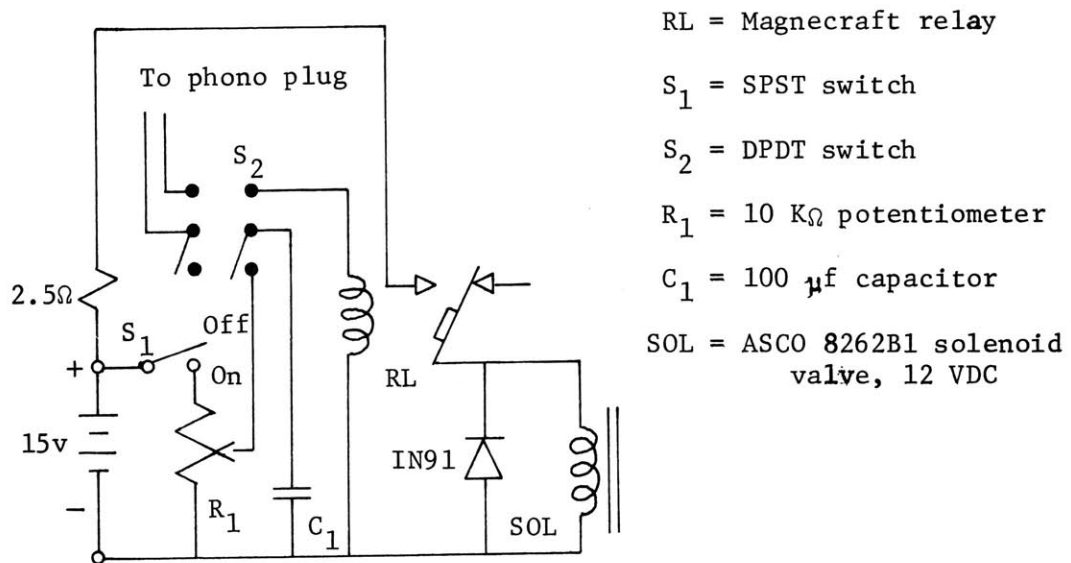 To phono plug
S2
2.5Ω
S1
Off
On
+
15v
−
R1
C1
RL
IN91
SOL
RL = Magnecraft relay
S1 = SPST switch
S2 = DPDT switch
R1 = 10 KΩ potentiometer
C1 = 100 μf capacitor
SOL = ASCO 8262B1 solenoid
valve, 12 VDC